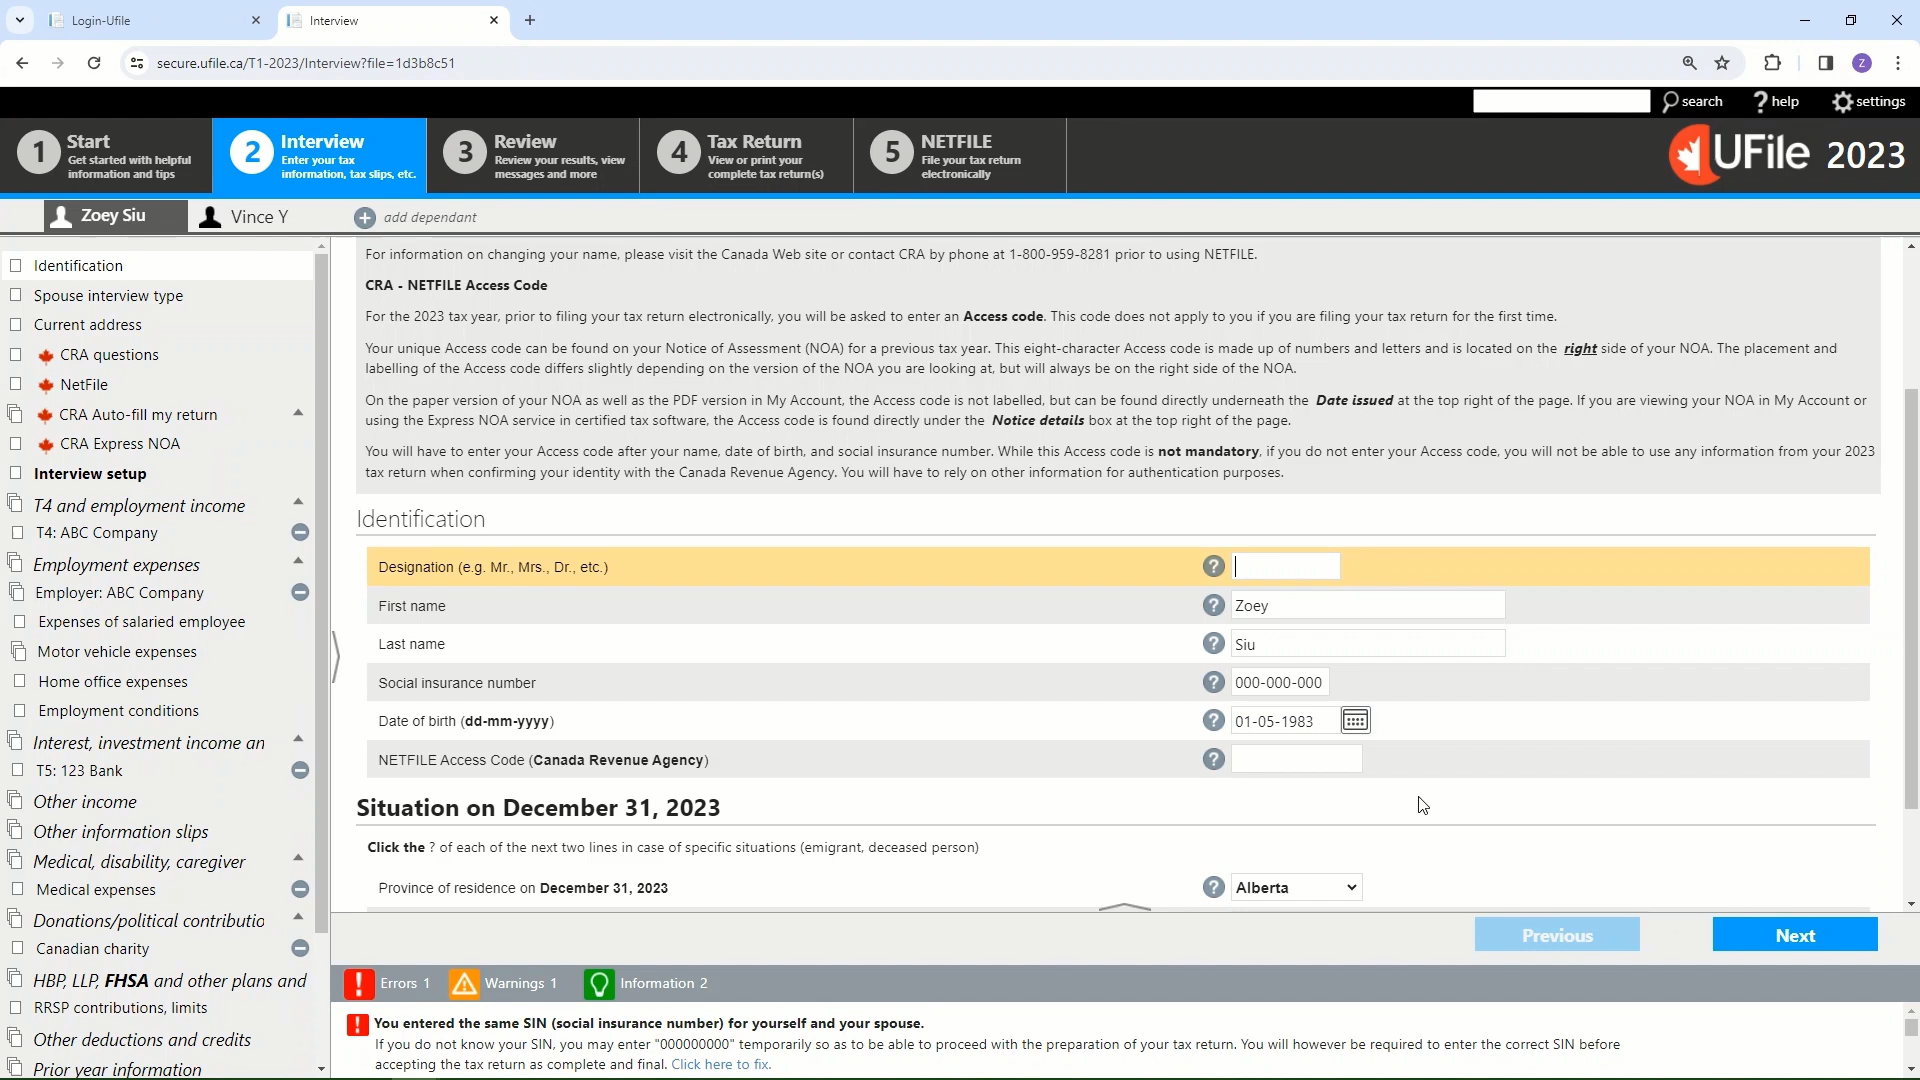 Login-Ufile
Interview
secure.ufile.ca/T1-2023/Interview?file=1d3b8c51
Z
search
? help
settings
1 Start
Get started with helpful
information and tips
2 Interview
Enter your tax
information, tax slips, etc.
3 Review
Review your results, view
messages and more
4 Tax Return
View or print your
complete tax return(s)
5 NETFILE
File your tax return
electronically
UFile 2023
Zoey Siu
Vince Y
add dependant
Identification
Spouse interview type
Current address
CRA questions
NetFile
CRA Auto-fill my return
CRA Express NOA
Interview setup
T4 and employment income
T4: ABC Company
Employment expenses
Employer: ABC Company
Expenses of salaried employee
Motor vehicle expenses
Home office expenses
Employment conditions
Interest, investment income an
T5: 123 Bank
Other income
Other information slips
Medical, disability, caregiver
Medical expenses
Donations/political contributio
Canadian charity
HBP, LLP, FHSA and other plans and
RRSP contributions, limits
Other deductions and credits
Prior year information
For information on changing your name, please visit the Canada Web site or contact CRA by phone at 1-800-959-8281 prior to using NETFILE.
CRA - NETFILE Access Code
For the 2023 tax year, prior to filing your tax return electronically, you will be asked to enter an Access code. This code does not apply to you if you are filing your tax return for the first time.
Your unique Access code can be found on your Notice of Assessment (NOA) for a previous tax year. This eight-character Access code is made up of numbers and letters and is located on the right side of your NOA. The placement and
labelling of the Access code differs slightly depending on the version of the NOA you are looking at, but will always be on the right side of the NOA.
On the paper version of your NOA as well as the PDF version in My Account, the Access code is not labelled, but can be found directly underneath the Date issued at the top right of the page. If you are viewing your NOA in My Account or
using the Express NOA service in certified tax software, the Access code is found directly under the Notice details box at the top right of the page.
You will have to enter your Access code after your name, date of birth, and social insurance number. While this Access code is not mandatory, if you do not enter your Access code, you will not be able to use any information from your 2023
tax return when confirming your identity with the Canada Revenue Agency. You will have to rely on other information for authentication purposes.
Identification
Designation (e.g. Mr., Mrs., Dr., etc.) ?
First name ? Zoey
Last name ? Siu
Social insurance number ? 000-000-000
Date of birth (dd-mm-yyyy) ? 01-05-1983
NETFILE Access Code (Canada Revenue Agency) ?
Situation on December 31, 2023
Click the ? of each of the next two lines in case of specific situations (emigrant, deceased person)
Province of residence on December 31, 2023 ? Alberta
Previous
Next
Errors 1
Warnings 1
Information 2
You entered the same SIN (social insurance number) for yourself and your spouse.
If you do not know your SIN, you may enter "000000000" temporarily so as to be able to proceed with the preparation of your tax return. You will however be required to enter the correct SIN before
accepting the tax return as complete and final. Click here to fix.